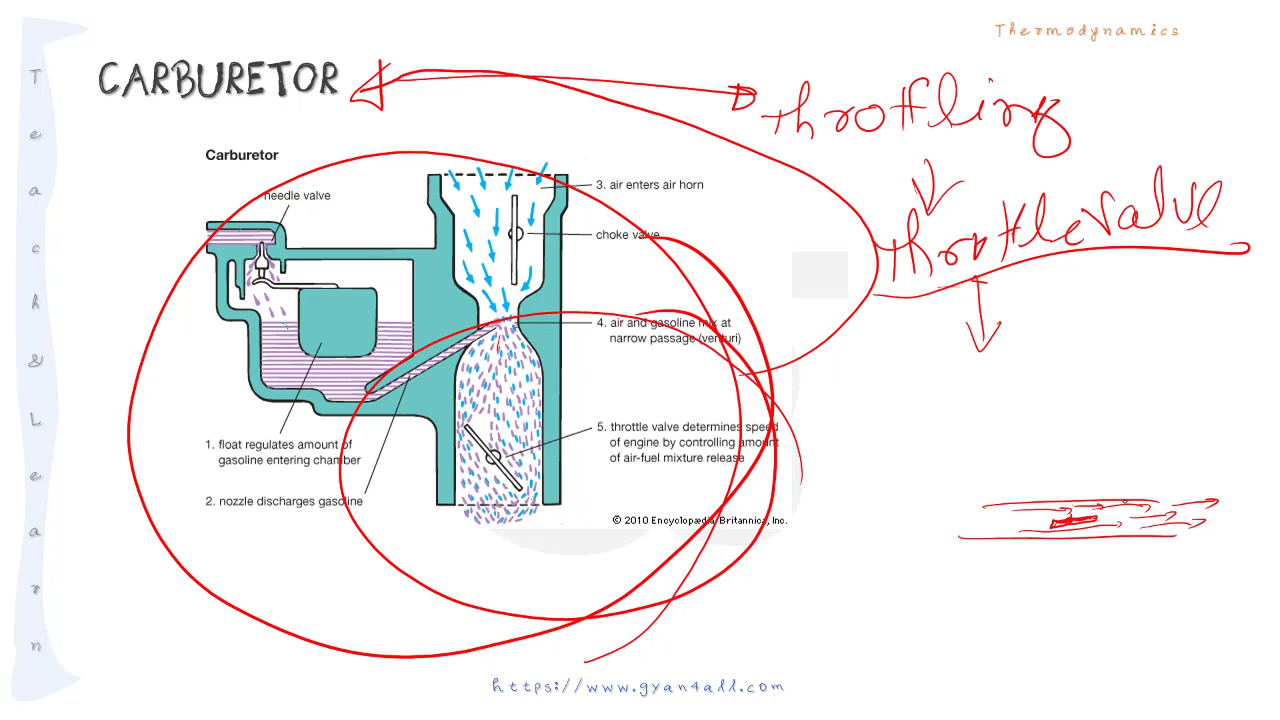 Thermodynamics
CARBURETOR
throttling
throttle valve
Teach & Learn
Carburetor
needle valve
3. air enters air horn
choke valve
4. air and gasoline mix at
narrow passage (venturi)
5. throttle valve determines speed
of engine by controlling amount
of air-fuel mixture release
1. float regulates amount of
gasoline entering chamber
2. nozzle discharges gasoline
© 2010 Encyclopædia Britannica, Inc.
https://www.gyan4all.com